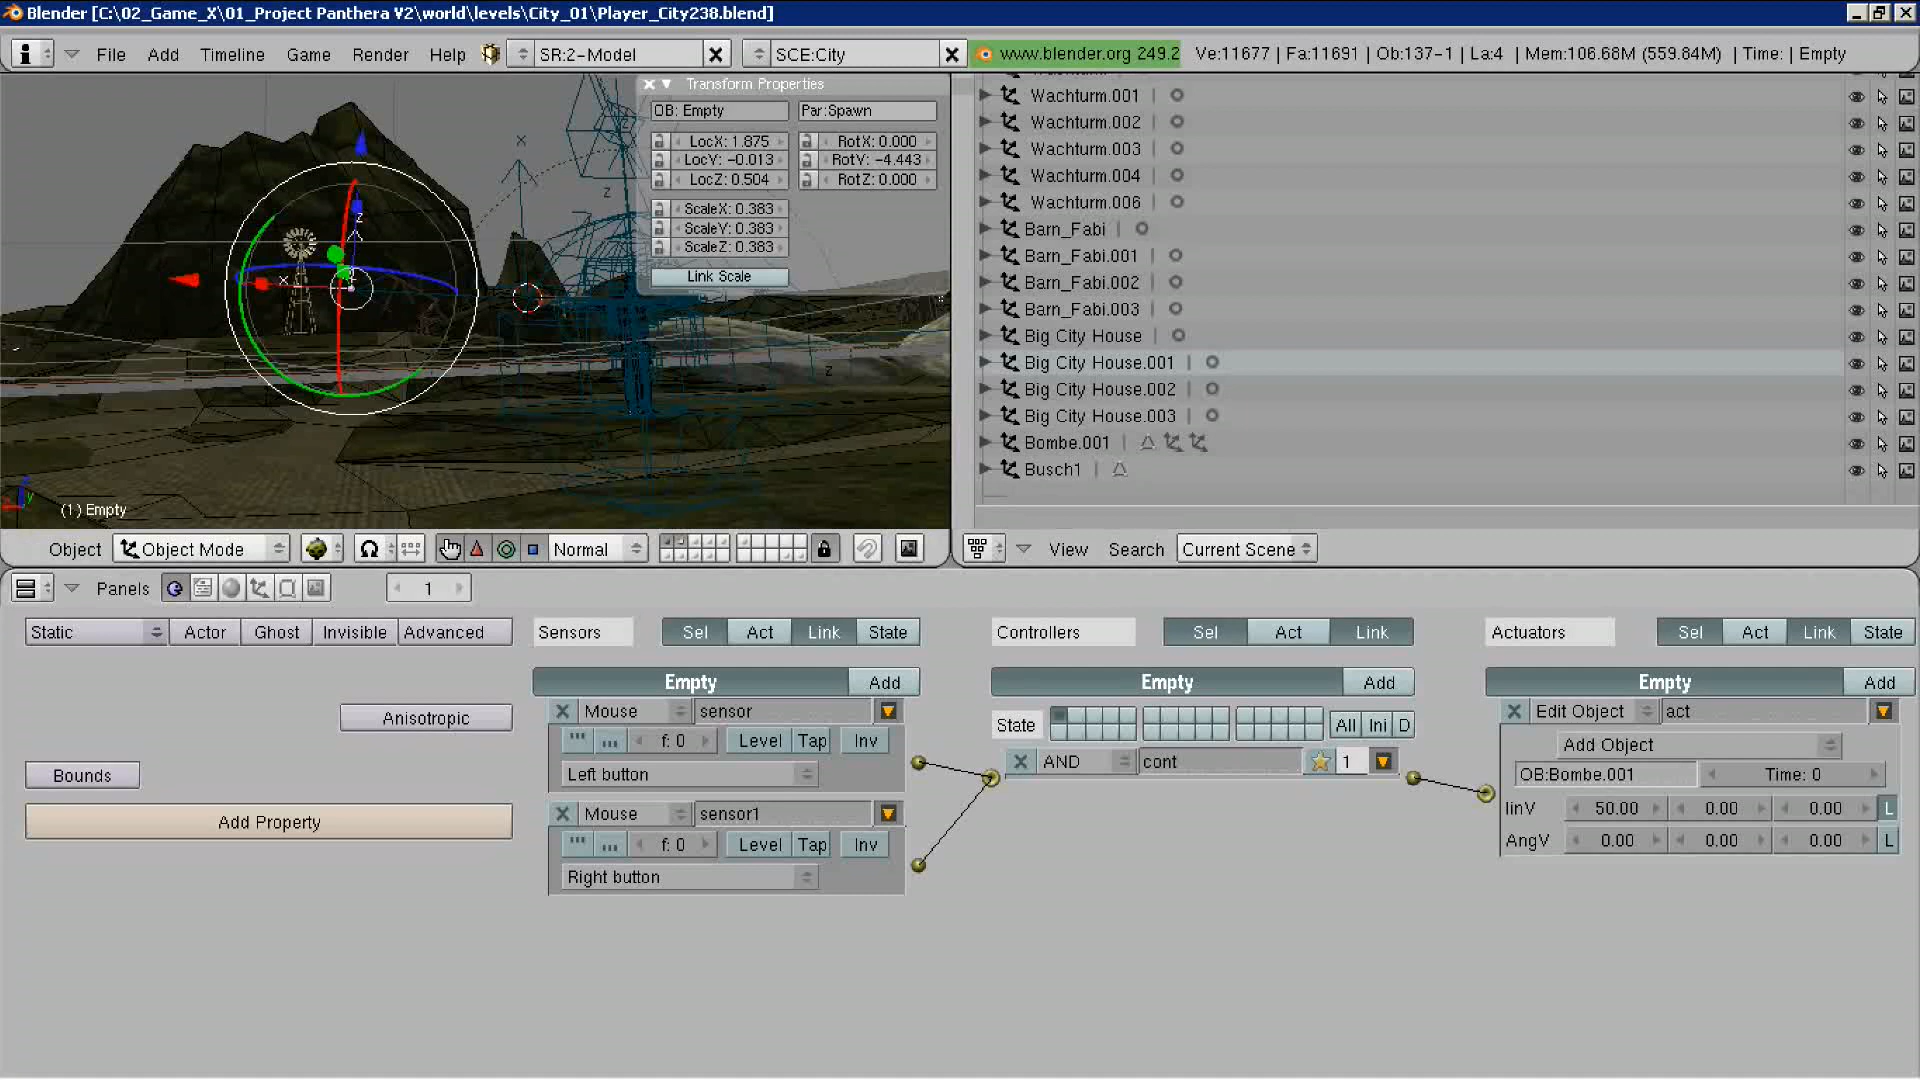 Blender [C:\02_Game_X\01_Project Panthera V2\world\levels\City_01\Player_City238.blend]
File Add Timeline Game Render Help SR:2-Model SCE:City www.blender.org 249.2 Ve:11677 | Fa:11691 | Ob:137-1 | La:4 | Mem:106.68M (559.84M) | Time: | Empty
Transform Properties
OB: Empty Par:Spawn
LocX: 1.875 RotX: 0.000
LocY: -0.013 RotY: -4.443
LocZ: 0.504 RotZ: 0.000
ScaleX: 0.383
ScaleY: 0.383
ScaleZ: 0.383
Link Scale
X
Z
Z
X
Z
y
(1) Empty
Wachturm.001
Wachturm.002
Wachturm.003
Wachturm.004
Wachturm.006
Barn_Fabi
Barn_Fabi.001
Barn_Fabi.002
Barn_Fabi.003
Big City House
Big City House.001
Big City House.002
Big City House.003
Bombe.001
Busch1
Object Object Mode Normal
View Search Current Scene
Panels 1
Static Actor Ghost Invisible Advanced
Anisotropic
Bounds
Add Property
Sensors Sel Act Link State
Empty Add
Mouse sensor
f: 0 Level Tap Inv
Left button
Mouse sensor1
f: 0 Level Tap Inv
Right button
Controllers Sel Act Link
Empty Add
State All Ini D
AND cont 1
Actuators Sel Act Link State
Empty Add
Edit Object act
Add Object
OB:Bombe.001 Time: 0
linV 50.00 0.00 0.00 L
AngV 0.00 0.00 0.00 L